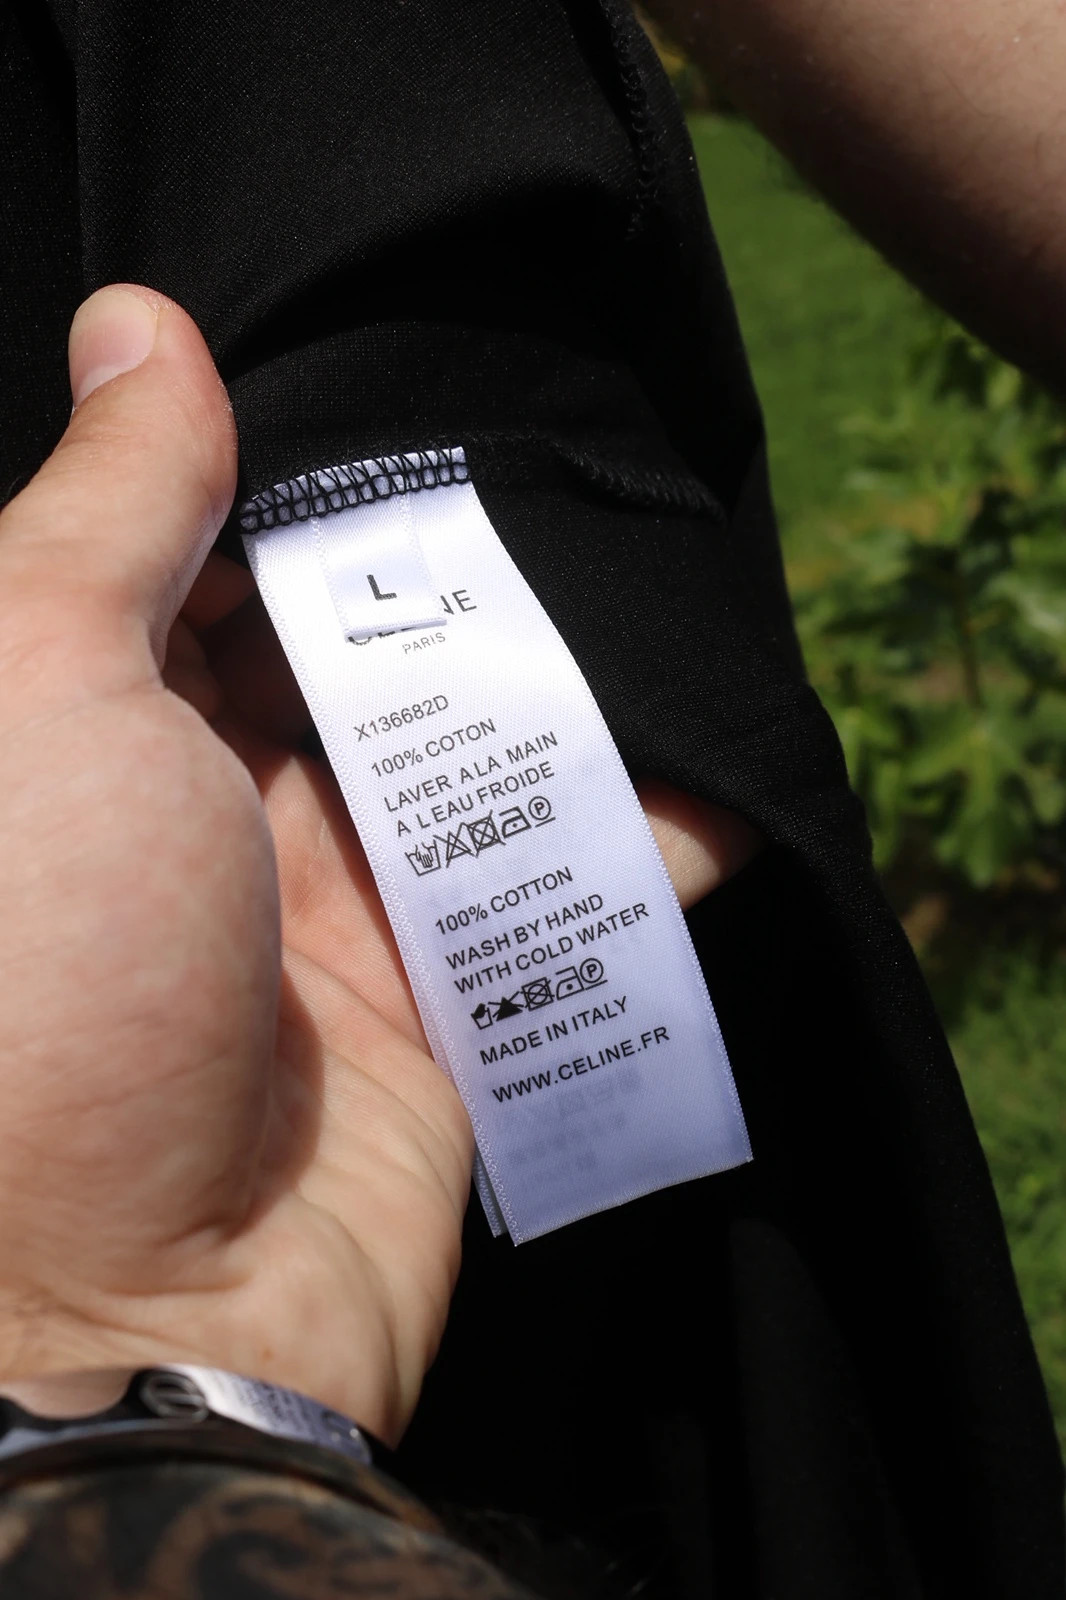 L
NE
PARIS
X136682D
100% COTON
LAVER A LA MAIN
A L EAU FROIDE
P
100% COTTON
WASH BY HAND
WITH COLD WATER
P
MADE IN ITALY
WWW.CELINE.FR